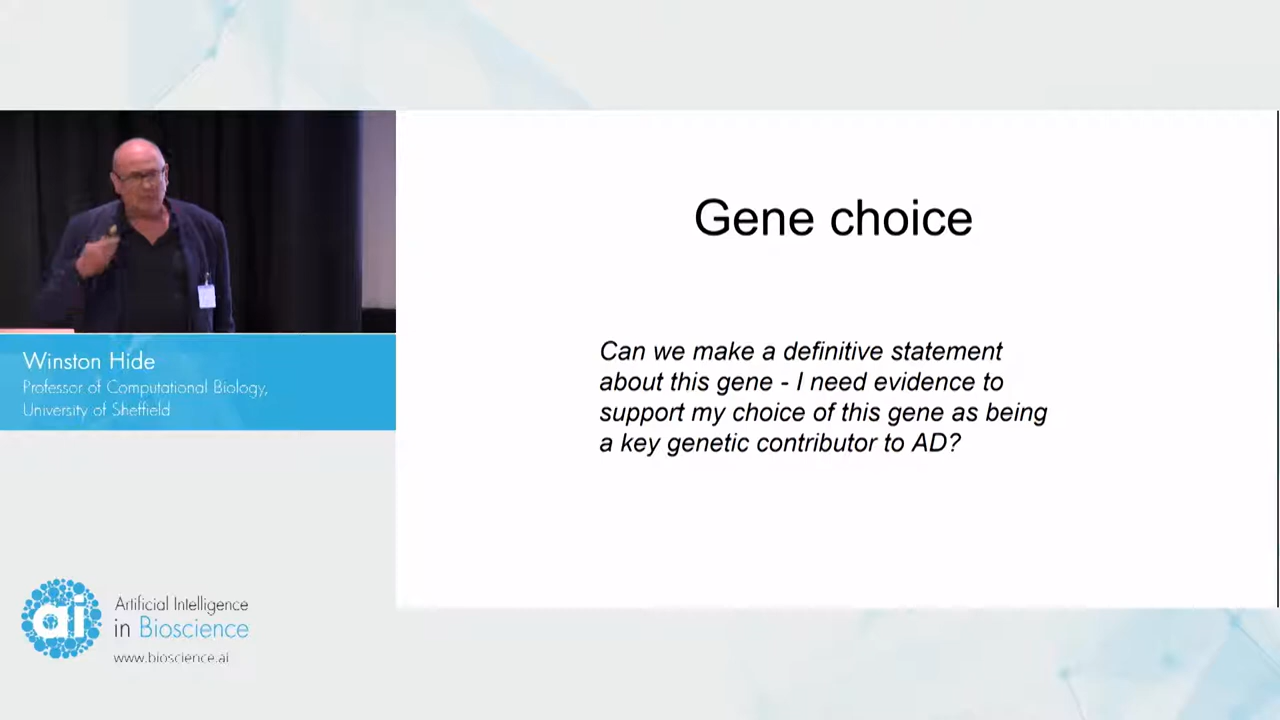 Gene choice
Can we make a definitive statement
about this gene - I need evidence to
support my choice of this gene as being
a key genetic contributor to AD?
Winston Hide
Professor of Computational Biology,
University of Sheffield
ai
Artificial Intelligence
in Bioscience
www.bioscience.ai